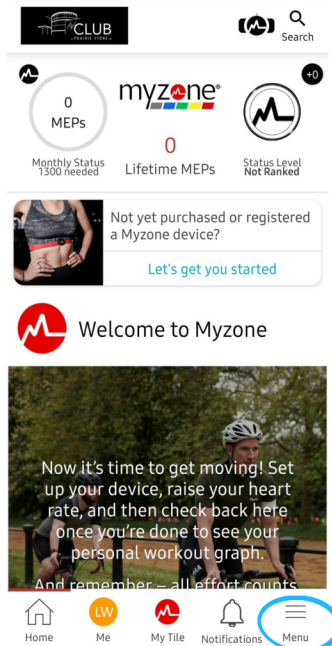 CLUB
PRAIRIE STONE
Search
+0
0
MEPs
Monthly Status
1300 needed
myzone®
0
Lifetime MEPs
Status Level
Not Ranked
Not yet purchased or registered
a Myzone device?
Let's get you started
Welcome to Myzone
Now it's time to get moving! Set
up your device, raise your heart
rate, and then check back here
once you're done to see your
personal workout graph.
And remember – all effort counts
LW
Home
Me
My Tile
Notifications
Menu